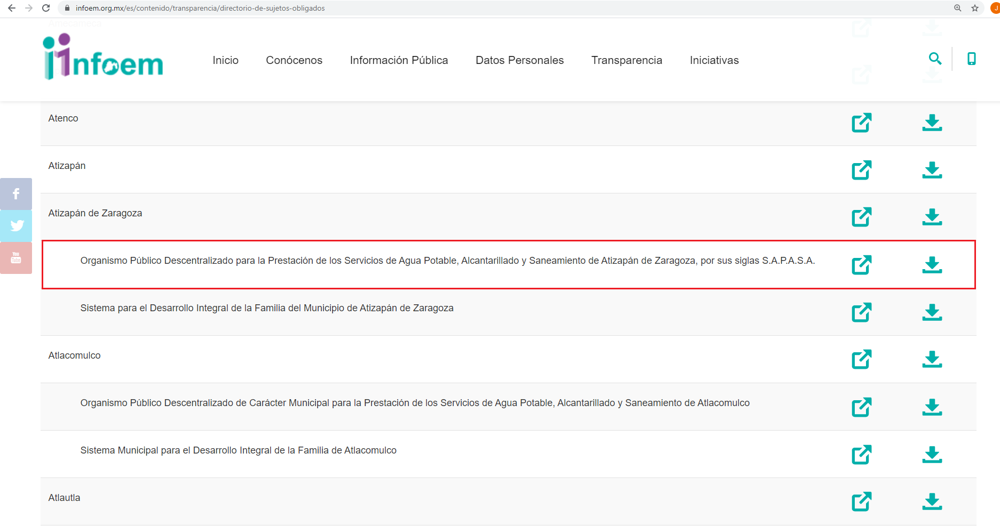 infoem.org.mx/es/contenido/transparencia/directorio-de-sujetos-obligados
J
Amecameca
infoem
Inicio
Conócenos
Información Pública
Datos Personales
Transparencia
Iniciativas
Atenco
Atizapán
f
Atizapán de Zaragoza
You
Tube
Organismo Público Descentralizado para la Prestación de los Servicios de Agua Potable, Alcantarillado y Saneamiento de Atizapán de Zaragoza, por sus siglas S.A.P.A.S.A.
Sistema para el Desarrollo Integral de la Familia del Municipio de Atizapán de Zaragoza
Atlacomulco
Organismo Público Descentralizado de Carácter Municipal para la Prestación de los Servicios de Agua Potable, Alcantarillado y Saneamiento de Atlacomulco
Sistema Municipal para el Desarrollo Integral de la Familia de Atlacomulco
Atlautla